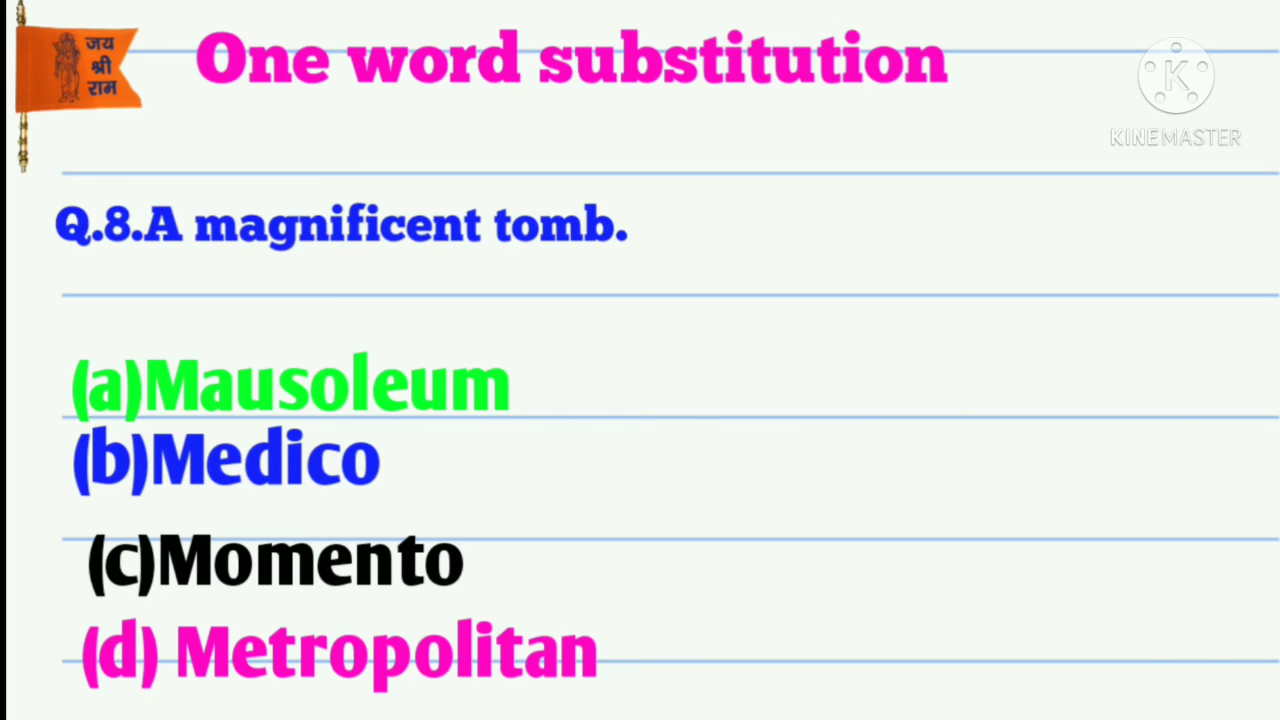 जय
श्री
राम
One word substitution
K
KINEMASTER
Q.8.A magnificent tomb.
(a)Mausoleum
(b)Medico
(c)Momento
(d) Metropolitan